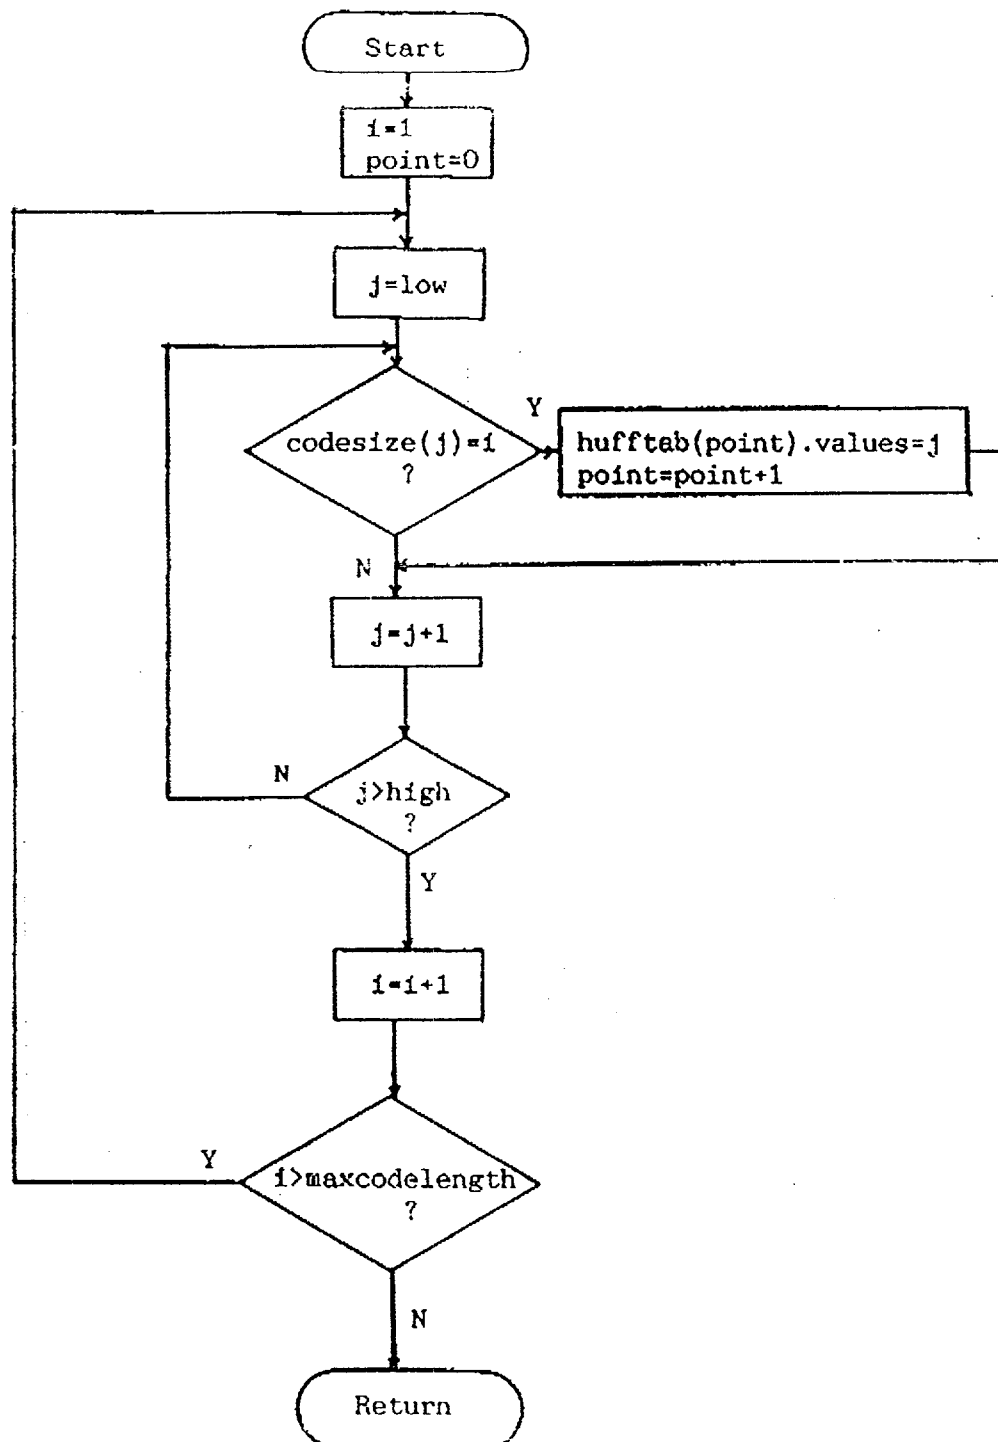 Start
i=1
point=0
j=low
codesize(j)=i
?
Y
hufftab(point).values=j
point=point+1
N
j=j+1
N
j>high
?
Y
i=i+1
Y
i>maxcodelength
?
N
Return